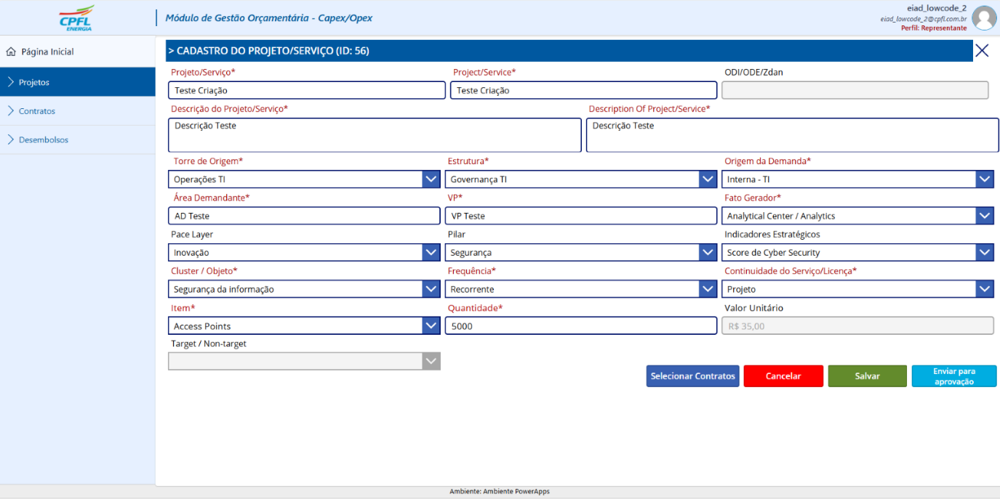 CPFL
ENERGIA
Módulo de Gestão Orçamentária - Capex/Opex
eiad_lowcode_2
eiad_lowcode_2@cpfl.com.br
Perfil: Representante
Página Inicial
Projetos
Contratos
Desembolsos
> CADASTRO DO PROJETO/SERVIÇO (ID: 56)
Projeto/Serviço* Project/Service* ODI/ODE/Zdan
Teste Criação Teste Criação
Descrição do Projeto/Serviço* Description Of Project/Service*
Descrição Teste Descrição Teste
Torre de Origem* Estrutura* Origem da Demanda*
Operações TI Governança TI Interna - TI
Área Demandante* VP* Fato Gerador*
AD Teste VP Teste Analytical Center / Analytics
Pace Layer Pilar Indicadores Estratégicos
Inovação Segurança Score de Cyber Security
Cluster / Objeto* Frequência* Continuidade do Serviço/Licença*
Segurança da informação Recorrente Projeto
Item* Quantidade* Valor Unitário
Access Points 5000 R$ 35,00
Target / Non-target
Selecionar Contratos Cancelar Salvar Enviar para
aprovação
Ambiente: Ambiente PowerApps